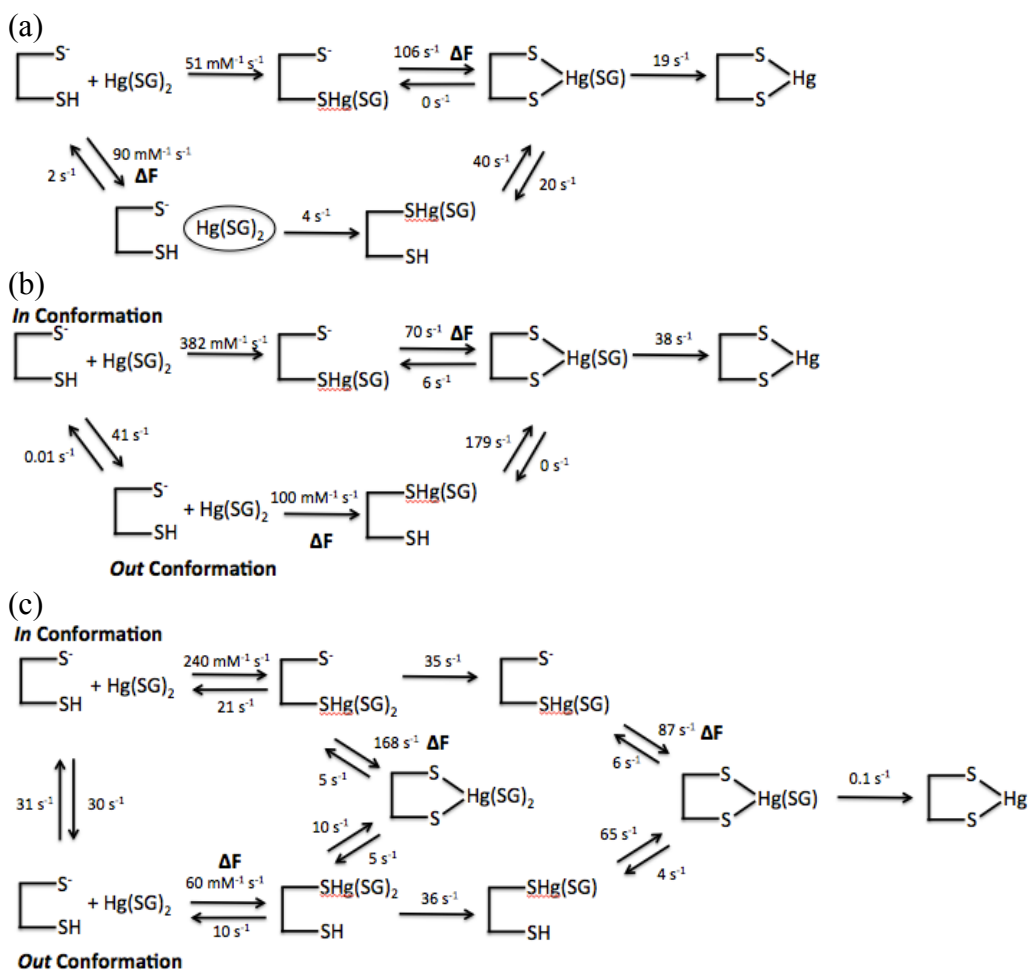 (a)
S-
SH
+ Hg(SG)2
51 mM-1 s-1
S-
SHg(SG)
106 s-1 ΔF
0 s-1
S
S
Hg(SG)
19 s-1
S
S
Hg
2 s-1
90 mM-1 s-1
ΔF
S-
SH
Hg(SG)2
4 s-1
SHg(SG)
SH
40 s-1
20 s-1
(b)
In Conformation
S-
SH
+ Hg(SG)2
382 mM-1 s-1
S-
SHg(SG)
70 s-1 ΔF
6 s-1
S
S
Hg(SG)
38 s-1
S
S
Hg
0.01 s-1
41 s-1
S-
SH
+ Hg(SG)2
100 mM-1 s-1
ΔF
SHg(SG)
SH
179 s-1
0 s-1
Out Conformation
(c)
In Conformation
S-
SH
+ Hg(SG)2
240 mM-1 s-1
21 s-1
S-
SHg(SG)2
35 s-1
S-
SHg(SG)
168 s-1 ΔF
5 s-1
S
S
Hg(SG)2
10 s-1
5 s-1
87 s-1 ΔF
6 s-1
S
S
Hg(SG)
0.1 s-1
S
S
Hg
65 s-1
4 s-1
31 s-1
30 s-1
S-
SH
+ Hg(SG)2
ΔF
60 mM-1 s-1
10 s-1
SHg(SG)2
SH
36 s-1
SHg(SG)
SH
Out Conformation